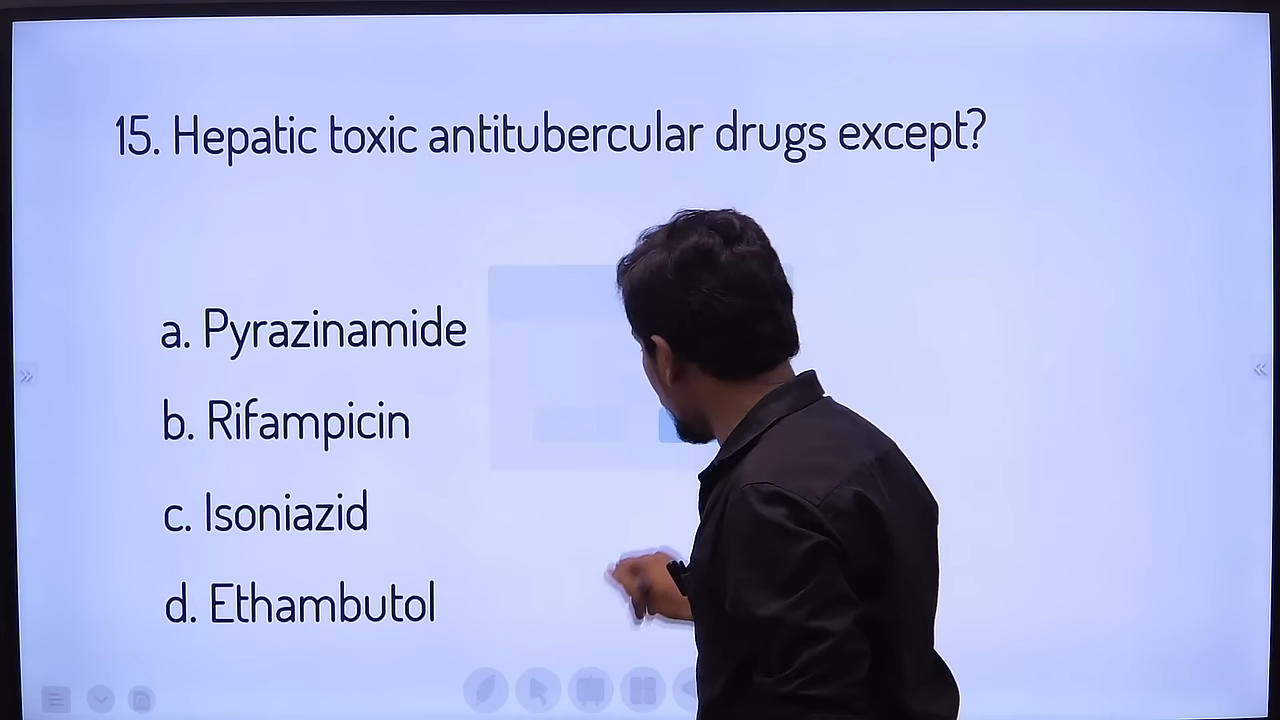 15. Hepatic toxic antitubercular drugs except?
a. Pyrazinamide
b. Rifampicin
c. Isoniazid
d. Ethambutol